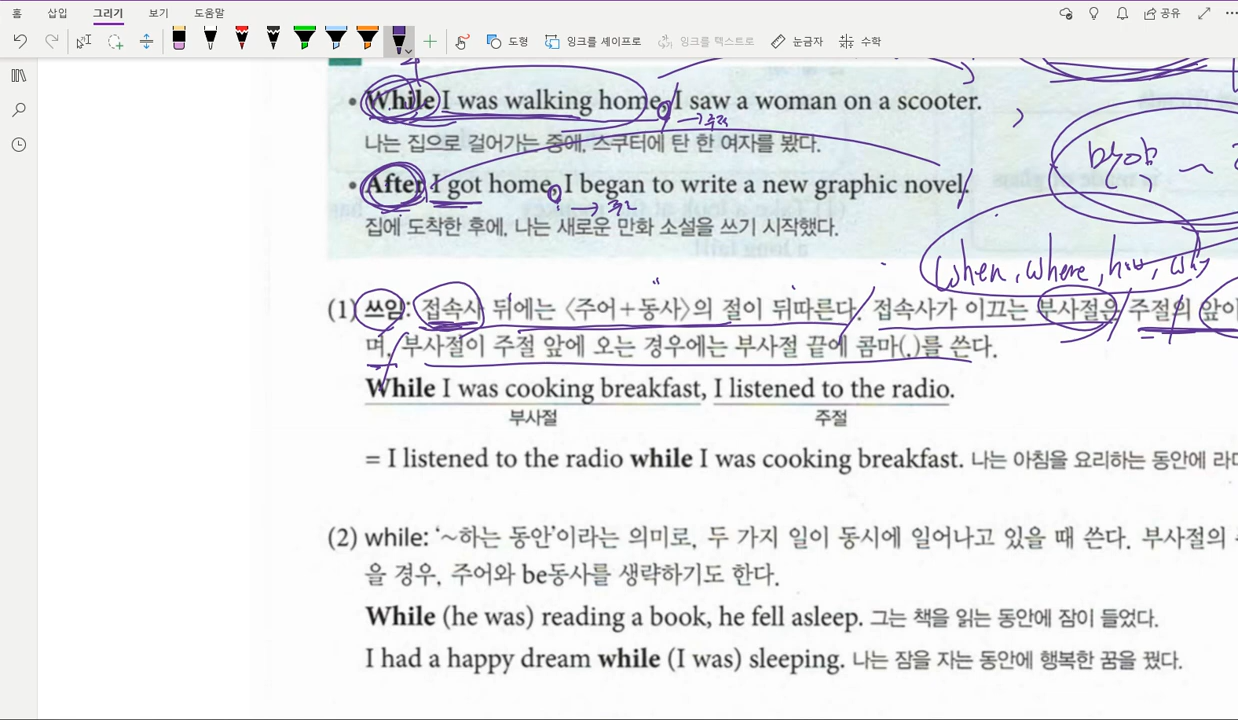 홈 삽입 그리기 보기 도움말 공유
도형 잉크를 셰이프로 잉크를 텍스트로 눈금자 수학
• While I was walking home, I saw a woman on a scooter.
→ 주절
나는 집으로 걸어가는 중에, 스쿠터에 탄 한 여자를 봤다.
• After I got home, I began to write a new graphic novel.
집에 도착한 후에, 나는 새로운 만화 소설을 쓰기 시작했다.
when, where, how, why
(1) 쓰임: 접속사 뒤에는 〈주어+동사〉의 절이 뒤따른다. 접속사가 이끄는 부사절은 주절의 앞이
며, 부사절이 주절 앞에 오는 경우에는 부사절 끝에 콤마(,)를 쓴다.
While I was cooking breakfast, I listened to the radio.
부사절 주절
= I listened to the radio while I was cooking breakfast. 나는 아침을 요리하는 동안에
(2) while: ‘~하는 동안’이라는 의미로, 두 가지 일이 동시에 일어나고 있을 때 쓴다. 부사절의
을 경우, 주어와 be동사를 생략하기도 한다.
While (he was) reading a book, he fell asleep. 그는 책을 읽는 동안에 잠이 들었다.
I had a happy dream while (I was) sleeping. 나는 잠을 자는 동안에 행복한 꿈을 꿨다.